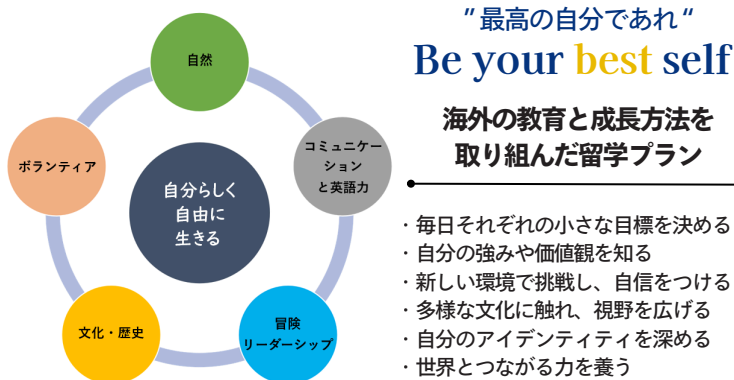 自然
コミュニケー
ション
と英語力
冒険
リーダーシップ
文化・歴史
ボランティア
自分らしく
自由に
生きる
"最高の自分であれ"
Be your best self
海外の教育と成長方法を
取り組んだ留学プラン
・毎日それぞれの小さな目標を決める
・自分の強みや価値観を知る
・新しい環境で挑戦し、自信をつける
・多様な文化に触れ、視野を広げる
・自分のアイデンティティを深める
・世界とつながる力を養う